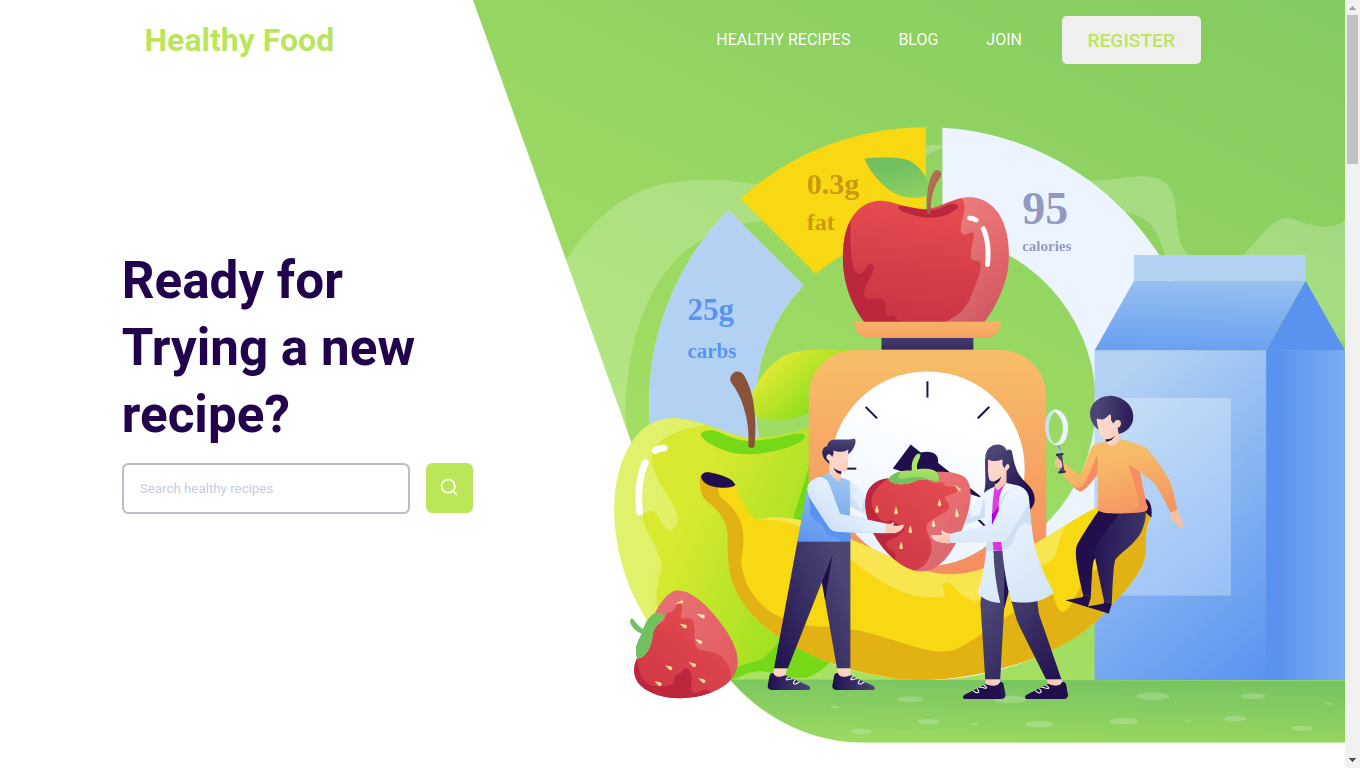 Healthy Food
HEALTHY RECIPES
BLOG
JOIN
REGISTER
0.3g
fat
95
calories
25g
carbs
Ready for
Trying a new
recipe?
Search healthy recipes